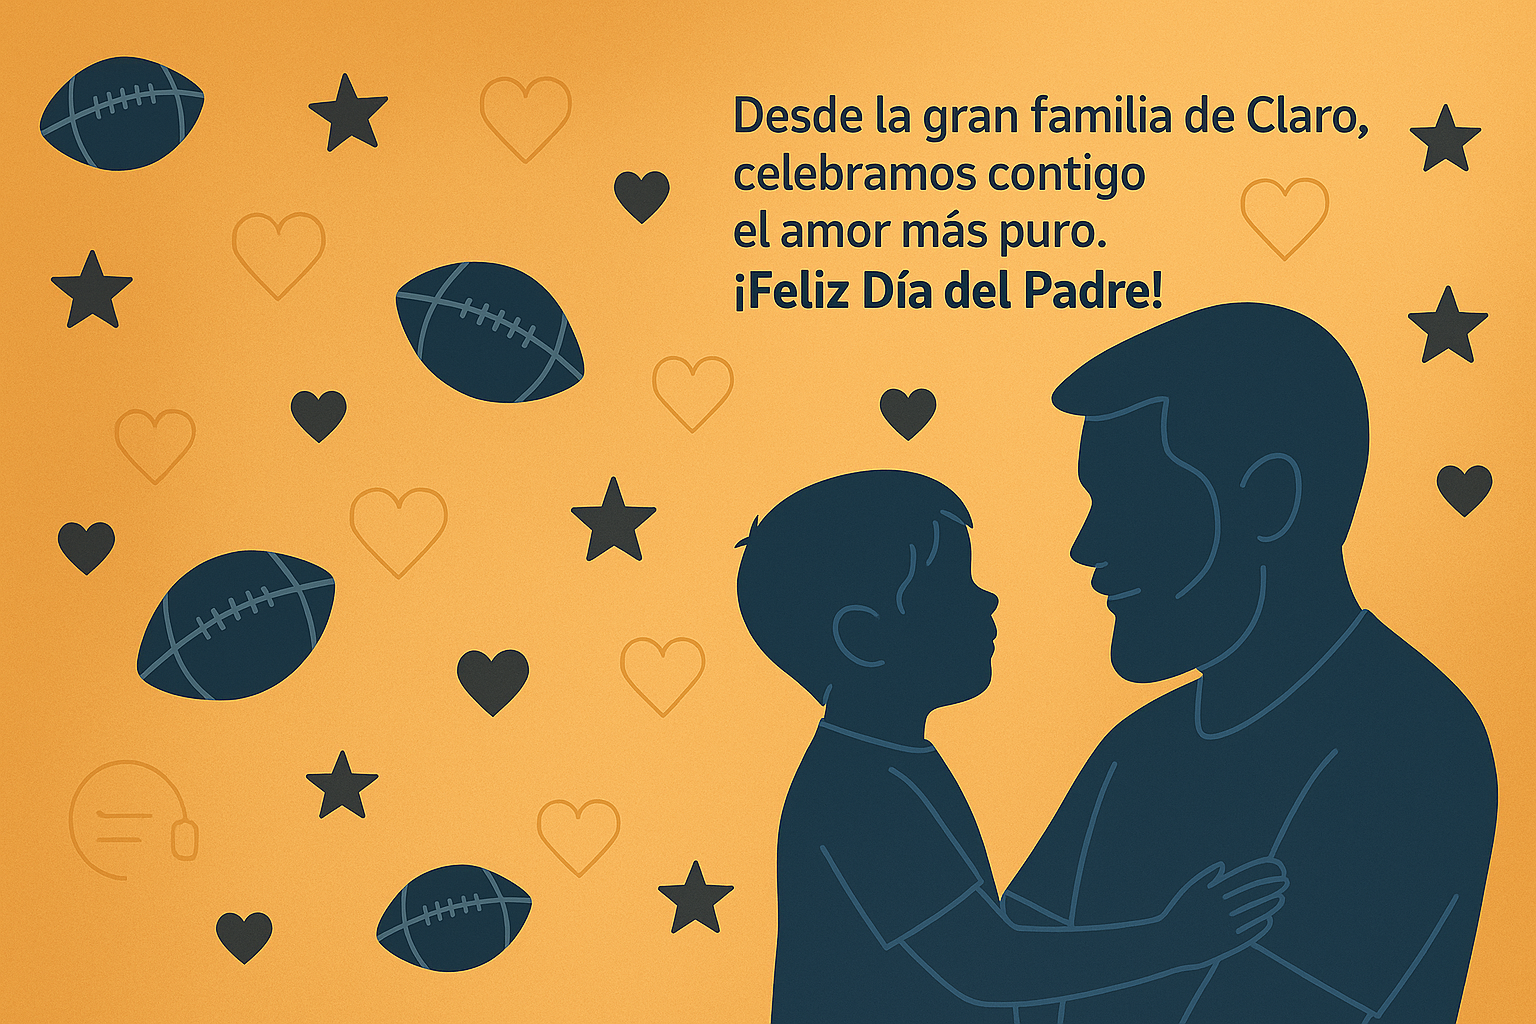 Desde la gran familia de Claro,
celebramos contigo
el amor más puro.
¡Feliz Día del Padre!